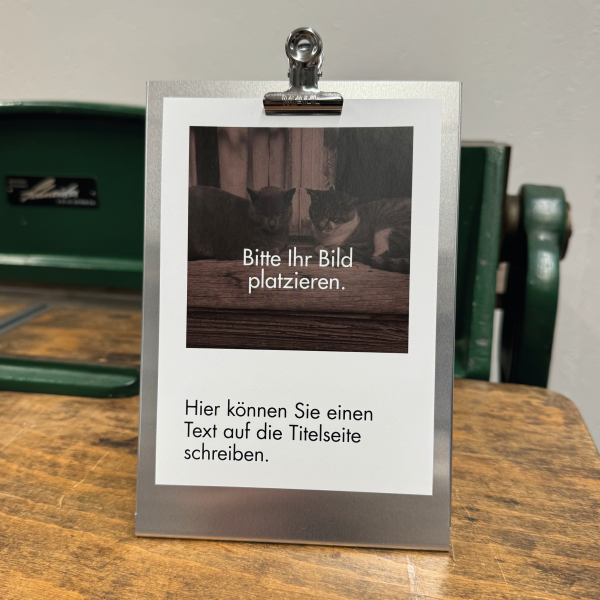 Bitte Ihr Bild
platzieren.
Hier können Sie einen
Text auf die Titelseite
schreiben.